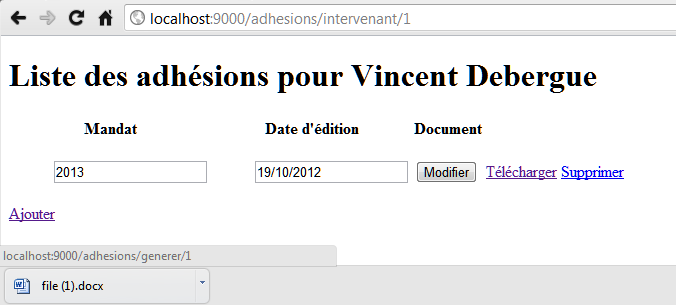 localhost:9000/adhesions/intervenant/1
Liste des adhésions pour Vincent Debergue
Mandat Date d'édition Document
2013 19/10/2012 Modifier Télécharger Supprimer
Ajouter
localhost:9000/adhesions/generer/1
file (1).docx